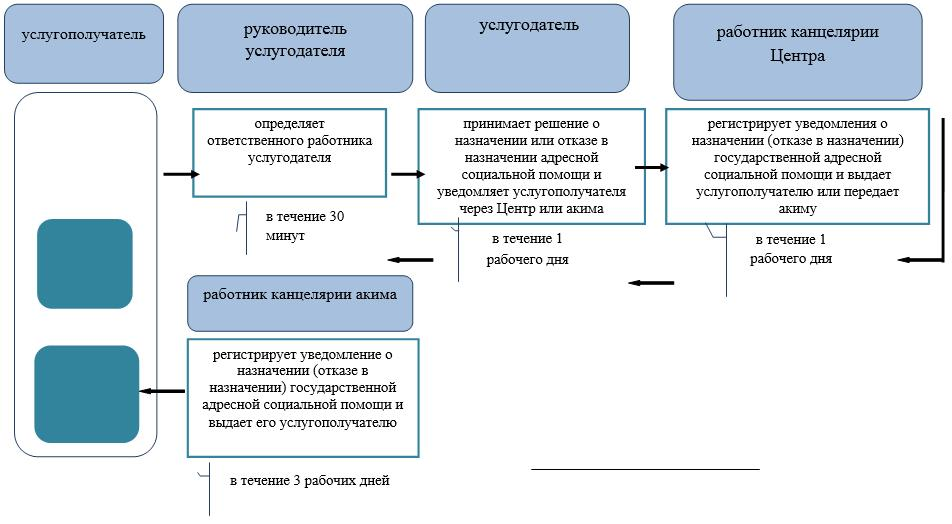 услугополучатель
руководитель
услугодателя
услугодатель
работник канцелярии
Центра
определяет
ответственного работника
услугодателя
принимает решение о
назначении или отказе в
назначении адресной
социальной помощи и
уведомляет услугополучателя
через Центр или акима
регистрирует уведомления о
назначении (отказе в назначении)
государственной адресной
социальной помощи и выдает
услугополучателю или передает
акиму
в течение 30
минут
в течение 1
рабочего дня
в течение 1
рабочего дня
работник канцелярии акима
регистрирует уведомление о
назначении (отказе в
назначении) государственной
адресной социальной помощи и
выдает его услугополучателю
в течение 3 рабочих дней